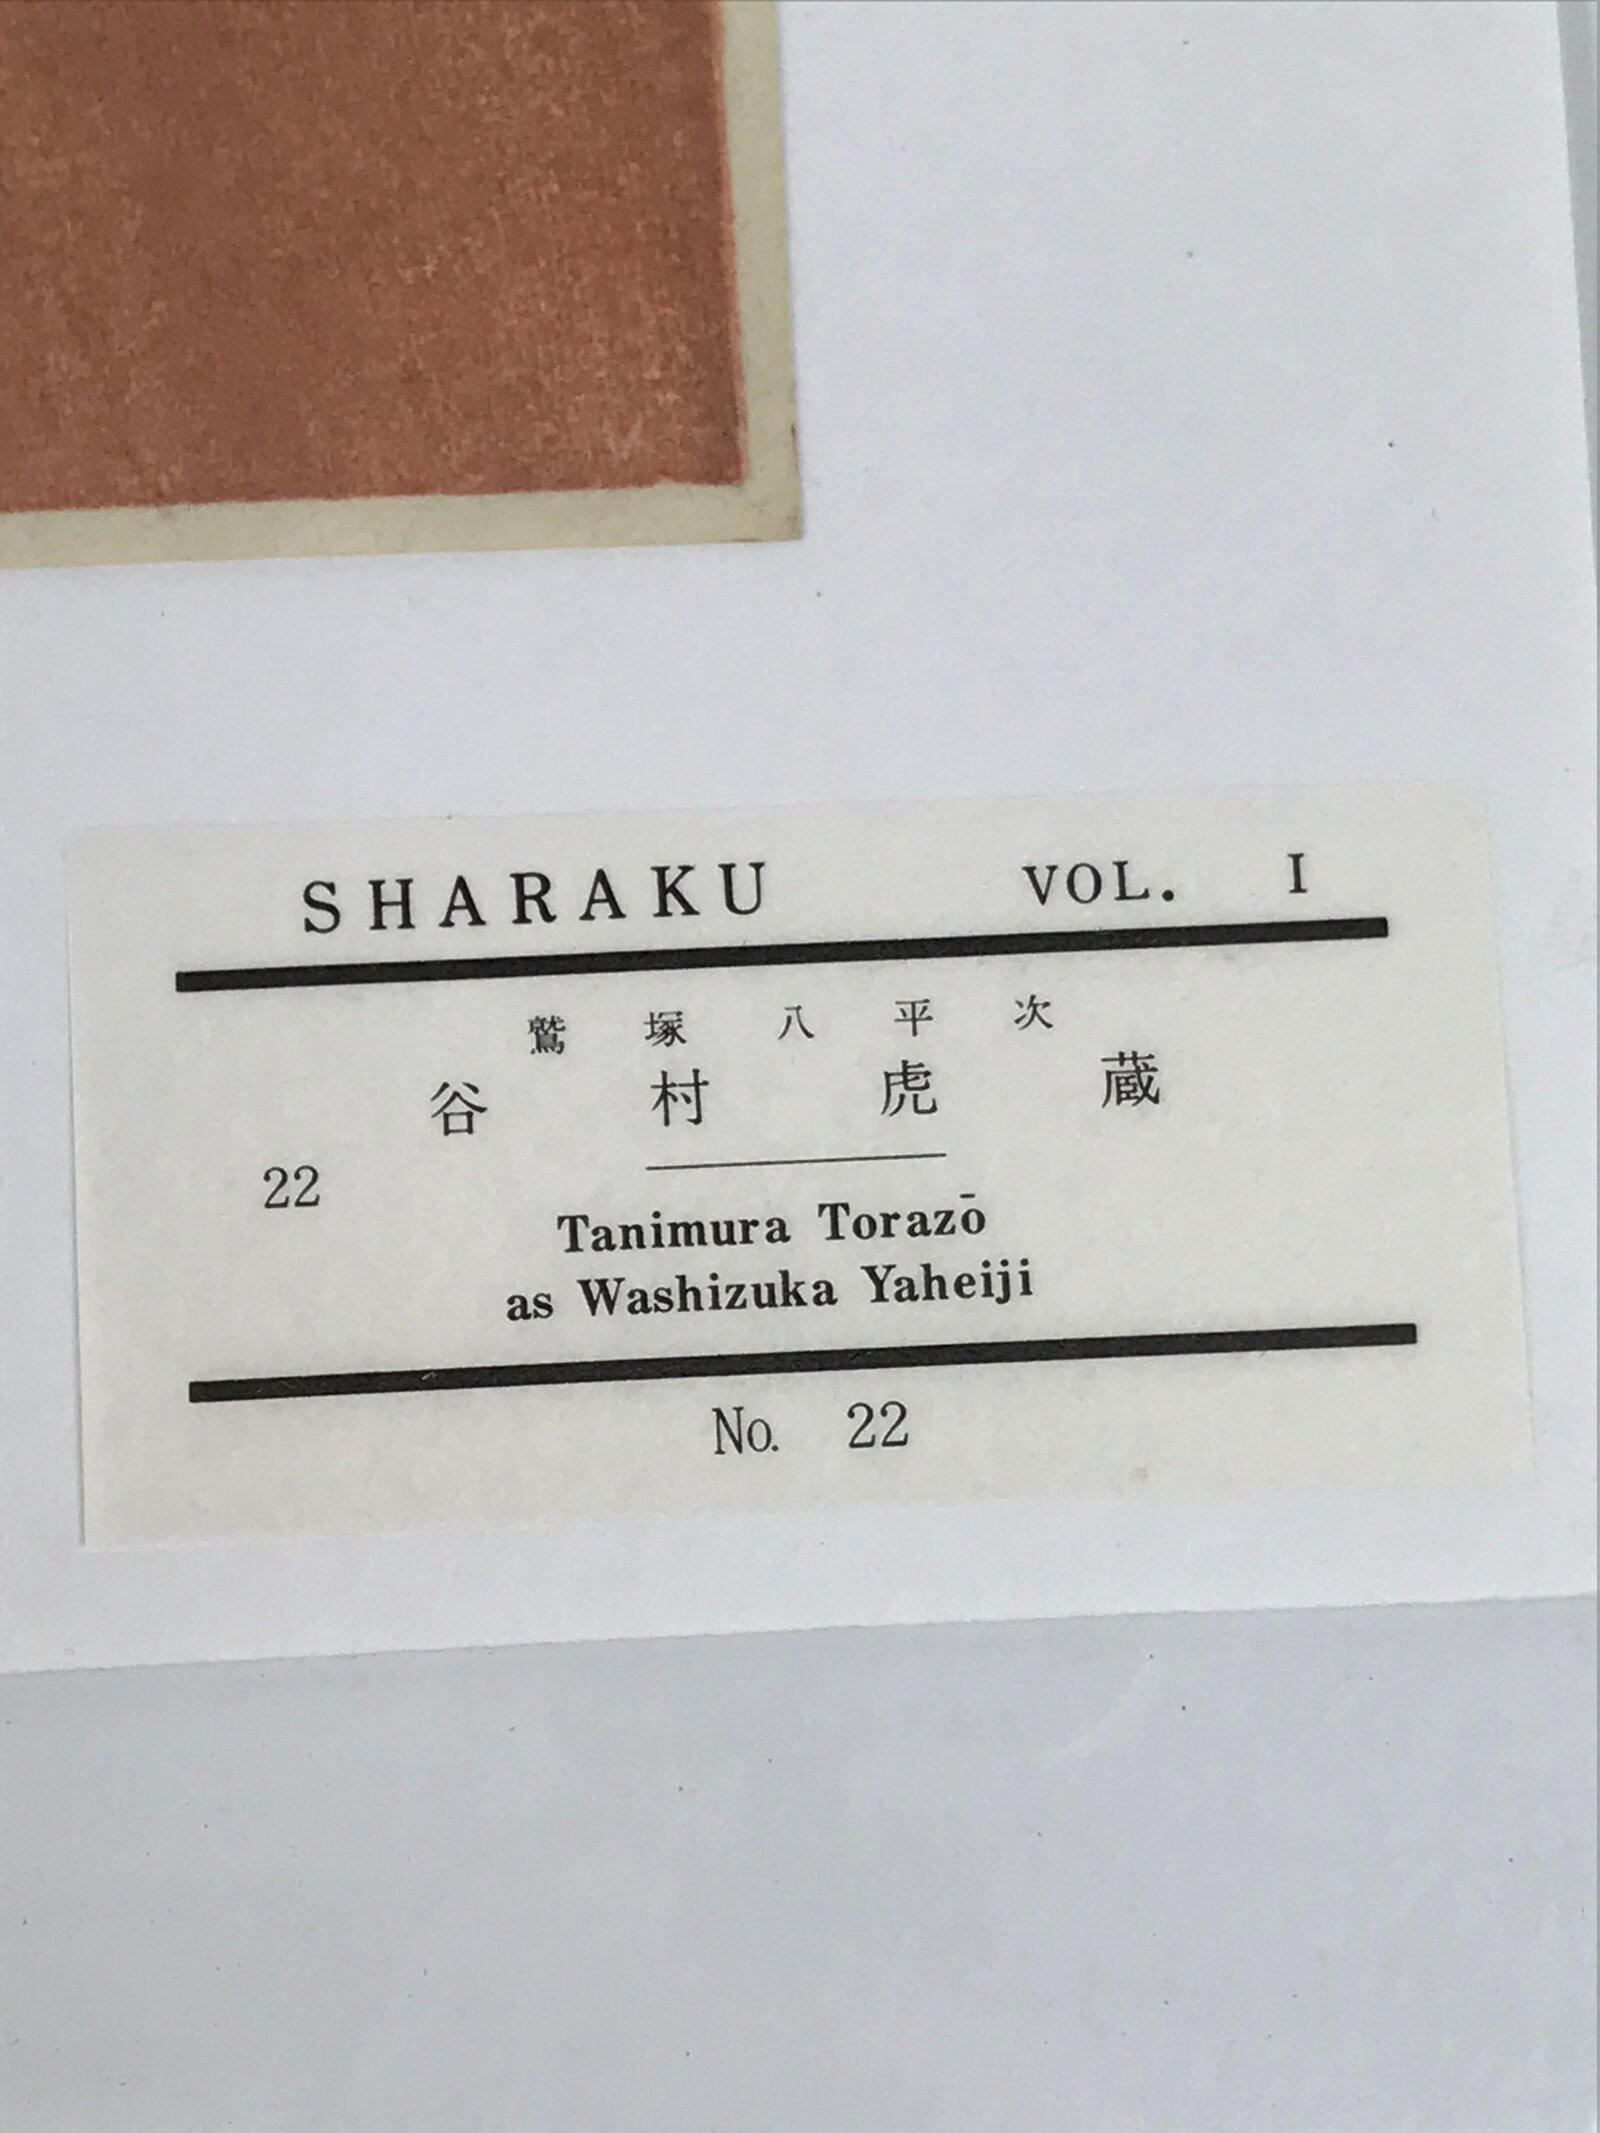 SHARAKU VOL. I
鷲塚八平次
谷村虎蔵
22
Tanimura Torazō
as Washizuka Yaheiji
No. 22